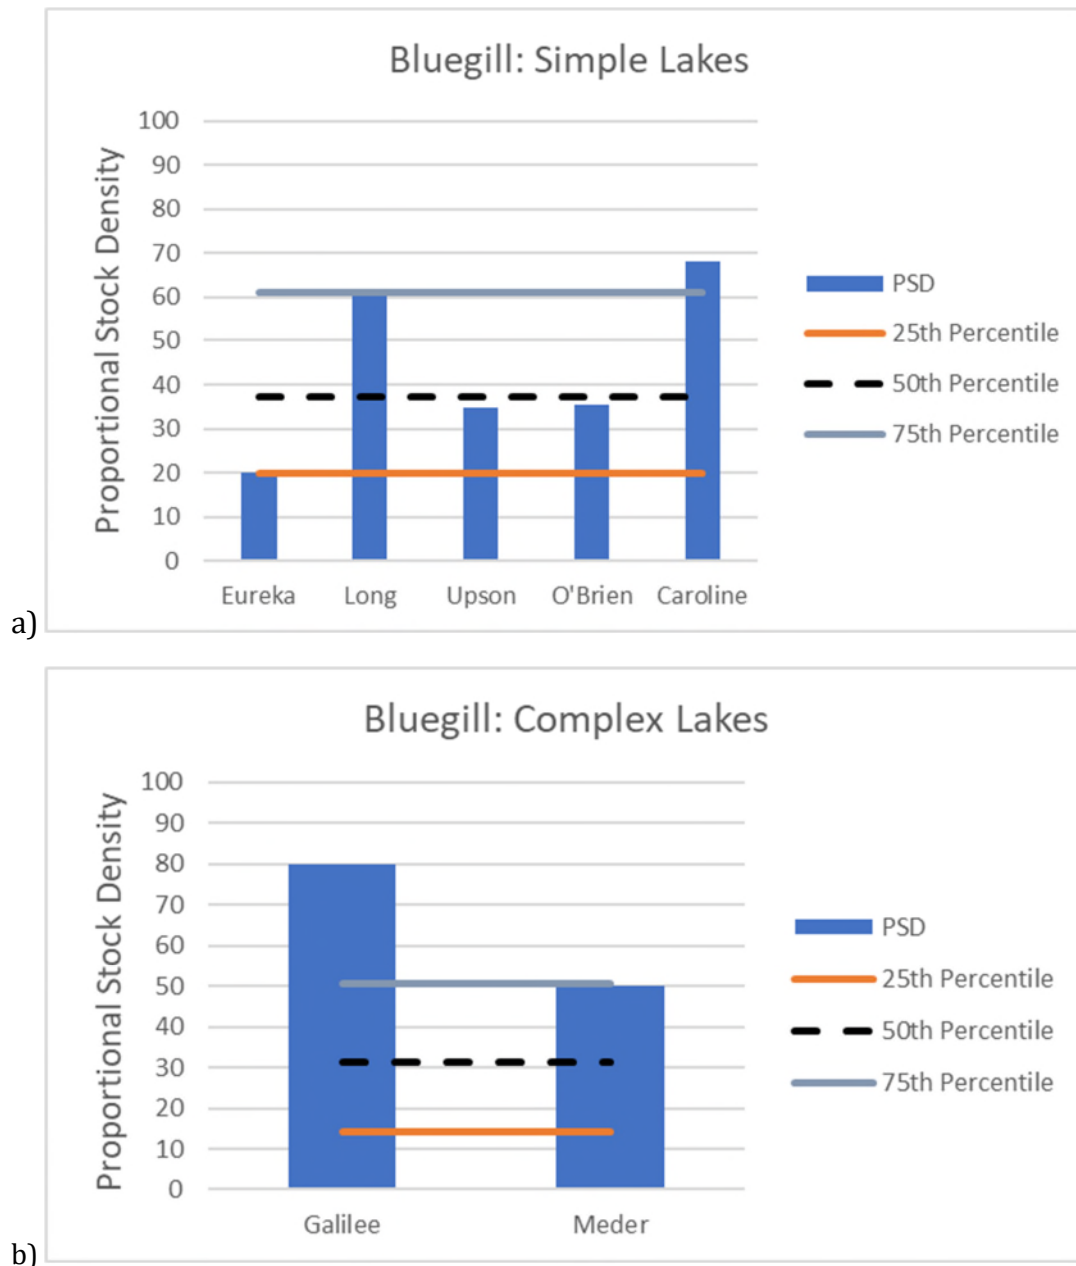 Bluegill: Simple Lakes
Proportional Stock Density
100
90
80
70
60
50
40
30
20
10
0
Eureka Long Upson O'Brien Caroline
PSD
25th Percentile
50th Percentile
75th Percentile
a)
Bluegill: Complex Lakes
Proportional Stock Density
100
90
80
70
60
50
40
30
20
10
0
Galilee Meder
PSD
25th Percentile
50th Percentile
75th Percentile
b)